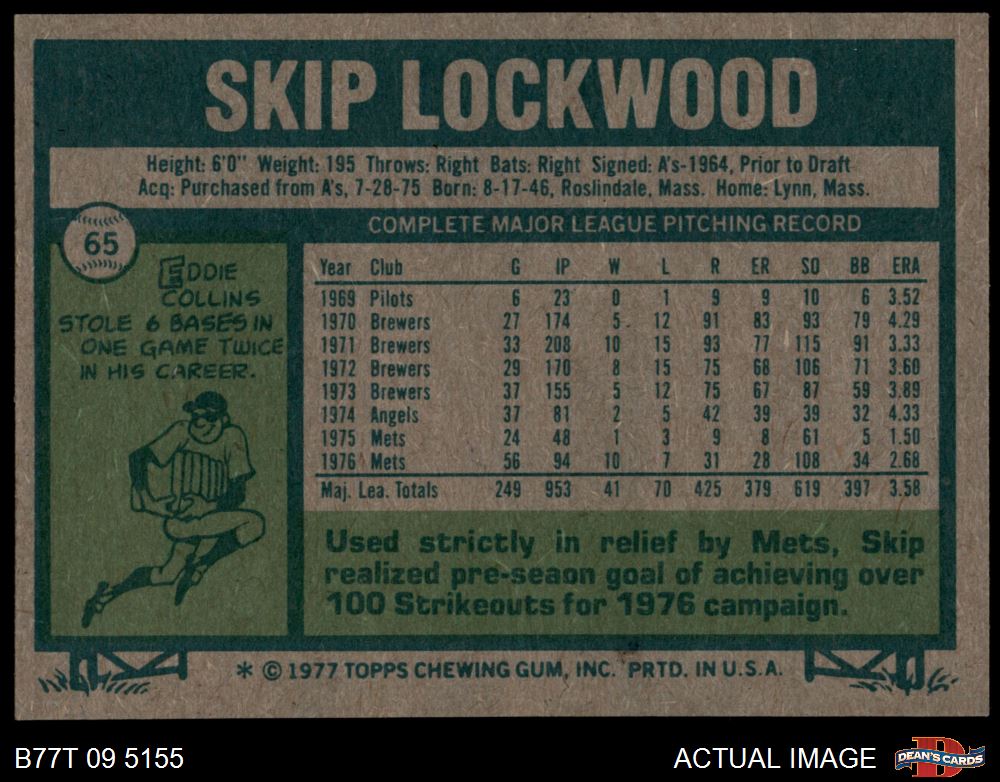 SKIP LOCKWOOD
Height: 6'0" Weight: 195 Throws: Right Bats: Right Signed: A's-1964, Prior to Draft
Acq: Purchased from A's, 7-28-75 Born: 8-17-46, Roslindale, Mass. Home: Lynn, Mass.
COMPLETE MAJOR LEAGUE PITCHING RECORD
65
EDDIE
COLLINS
STOLE 6 BASES IN
ONE GAME TWICE
IN HIS CAREER.
Year Club G IP W L R ER SO BB ERA
1969 Pilots 6 23 0 1 9 9 10 6 3.52
1970 Brewers 27 174 5 12 91 83 93 79 4.29
1971 Brewers 33 208 10 15 93 77 115 91 3.33
1972 Brewers 29 170 8 15 75 68 106 71 3.60
1973 Brewers 37 155 5 12 75 67 87 59 3.89
1974 Angels 37 81 2 5 42 39 39 32 4.33
1975 Mets 24 48 1 3 9 8 61 5 1.50
1976 Mets 56 94 10 7 31 28 108 34 2.68
Maj. Lea. Totals 249 953 41 70 425 379 619 397 3.58
Used strictly in relief by Mets, Skip
realized pre-seaon goal of achieving over
100 Strikeouts for 1976 campaign.
* © 1977 TOPPS CHEWING GUM, INC. PRTD. IN U.S.A.
B77T 09 5155
ACTUAL IMAGE
D
DEAN'S CARDS